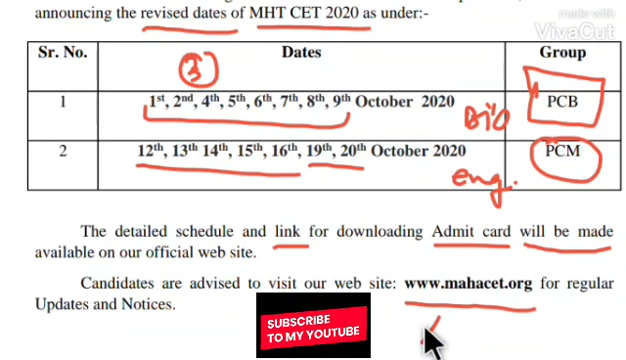 announcing the revised dates of MHT CET 2020 as under:-
made with
VivaCut
Sr. No. Dates Group
3
1 1st, 2nd, 4th, 5th, 6th, 7th, 8th, 9th October 2020 PCB
Bio
2 12th, 13th 14th, 15th, 16th, 19th, 20th October 2020 PCM
eng.
The detailed schedule and link for downloading Admit card will be made
available on our official web site.
Candidates are advised to visit our web site: www.mahacet.org for regular
Updates and Notices.
SUBSCRIBE
TO MY YOUTUBE